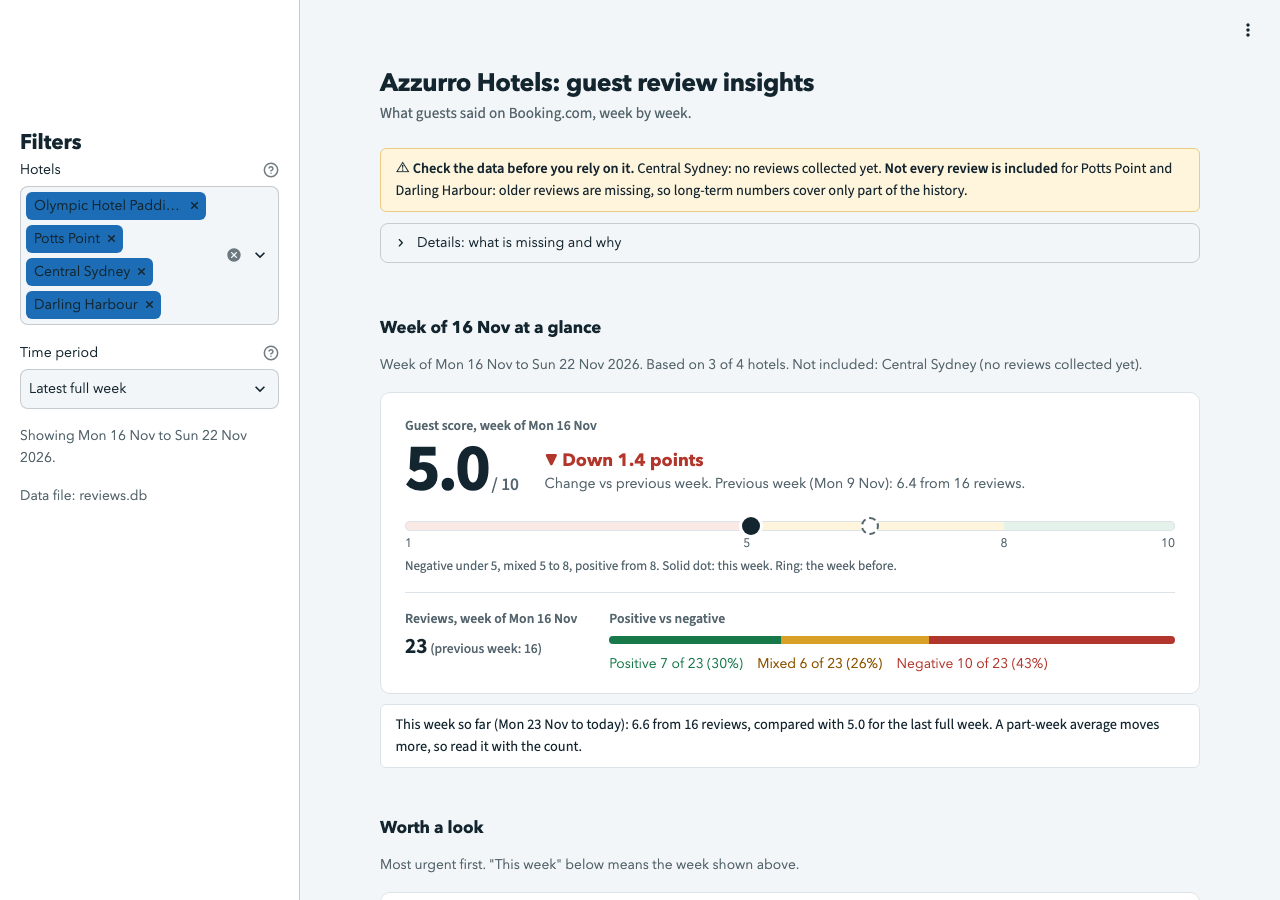 Filters
Hotels
Olympic Hotel Paddi...
Potts Point
Central Sydney
Darling Harbour
Time period
Latest full week
Showing Mon 16 Nov to Sun 22 Nov
2026.
Data file: reviews.db
Azzurro Hotels: guest review insights
What guests said on Booking.com, week by week.
⚠ Check the data before you rely on it. Central Sydney: no reviews collected yet. Not every review is included for Potts Point and
Darling Harbour: older reviews are missing, so long-term numbers cover only part of the history.
Details: what is missing and why
Week of 16 Nov at a glance
Week of Mon 16 Nov to Sun 22 Nov 2026. Based on 3 of 4 hotels. Not included: Central Sydney (no reviews collected yet).
Guest score, week of Mon 16 Nov
5.0 / 10
▼ Down 1.4 points
Change vs previous week. Previous week (Mon 9 Nov): 6.4 from 16 reviews.
1 5 8 10
Negative under 5, mixed 5 to 8, positive from 8. Solid dot: this week. Ring: the week before.
Reviews, week of Mon 16 Nov
23 (previous week: 16)
Positive vs negative
Positive 7 of 23 (30%) Mixed 6 of 23 (26%) Negative 10 of 23 (43%)
This week so far (Mon 23 Nov to today): 6.6 from 16 reviews, compared with 5.0 for the last full week. A part-week average moves
more, so read it with the count.
Worth a look
Most urgent first. "This week" below means the week shown above.